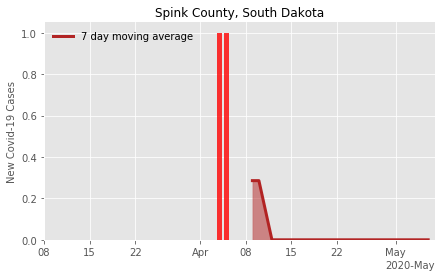 Spink County, South Dakota
7 day moving average
New Covid-19 Cases
1.0
0.8
0.6
0.4
0.2
0.0
08 15 22 Apr 08 15 22 May
2020-May